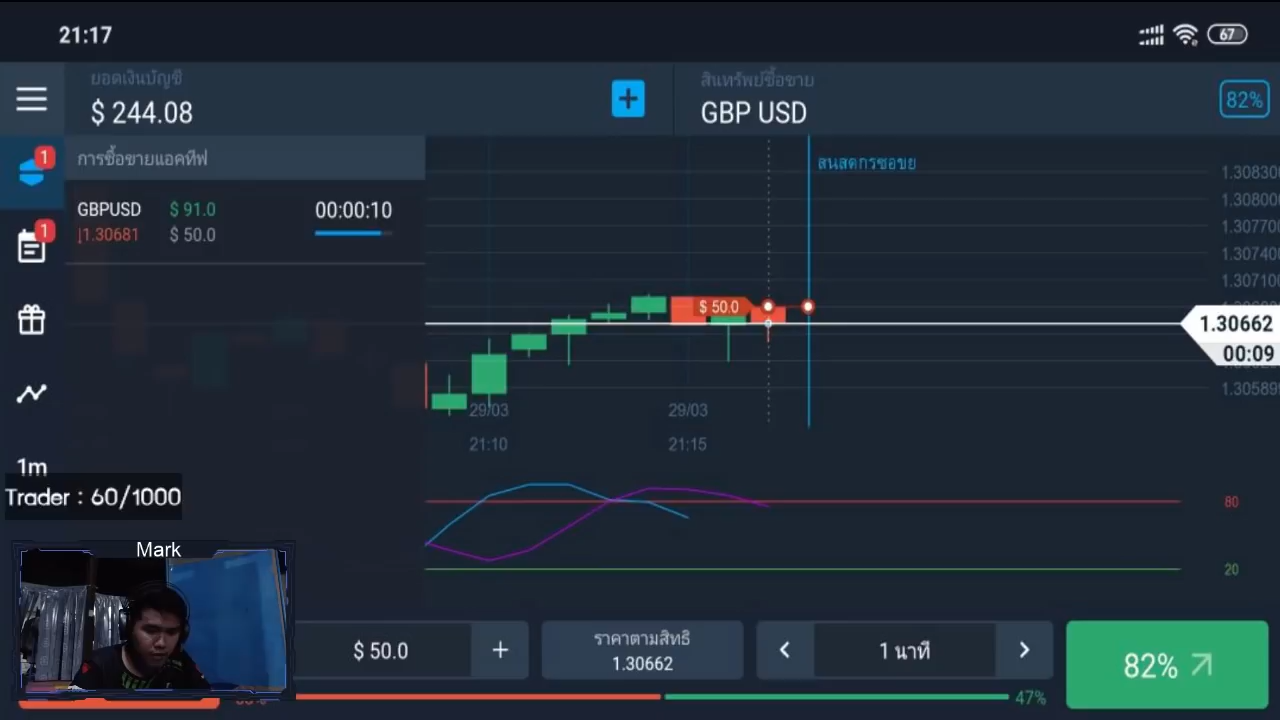 21:17
67
ยอดเงินบัญชี
$ 244.08
+
สินทรัพย์ซื้อขาย
GBP USD
82%
1
การซื้อขายแอคทีฟ
GBPUSD $ 91.0 00:00:10
1.30681 $ 50.0
1
สนสดกรซอขย
1.30830
1.30800
1.30770
1.30740
1.30710
$ 50.0
1.30662
00:09
1.30589
29/03 29/03
21:10 21:15
1m
Trader : 60/1000
80
20
Mark
$ 50.0 +
ราคาตามสิทธิ
1.30662
< 1 นาที >
82%
47%